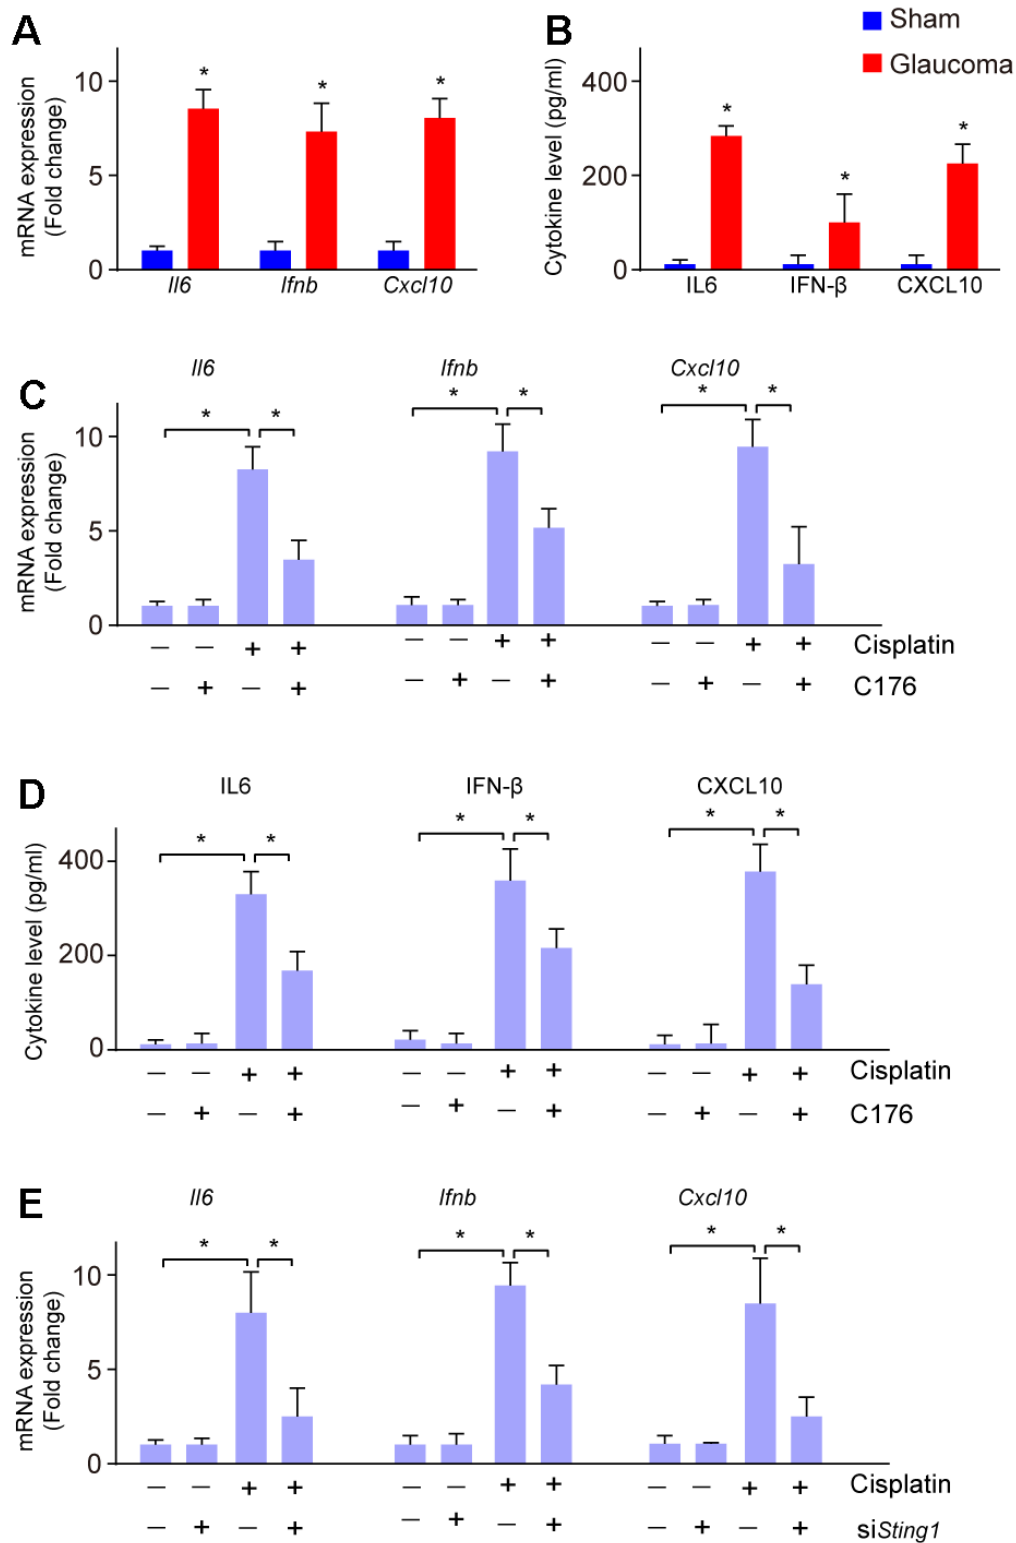 A
B
Sham
Glaucoma
mRNA expression
(Fold change)
10
5
0
* * *
Il6 Ifnb Cxcl10
Cytokine level (pg/ml)
400
200
0
* * *
IL6 IFN-β CXCL10
C
Il6 Ifnb Cxcl10
* * * * * *
mRNA expression
(Fold change)
10
5
0
— — + + — — + + — — + + Cisplatin
— + — + — + — + — + — + C176
D
IL6 IFN-β CXCL10
* * * * * *
Cytokine level (pg/ml)
400
200
0
— — + + — — + + — — + + Cisplatin
— + — + — + — + — + — + C176
E
Il6 Ifnb Cxcl10
* * * * * *
mRNA expression
(Fold change)
10
5
0
— — + + — — + + — — + + Cisplatin
— + — + — + — + — + — + siSting1